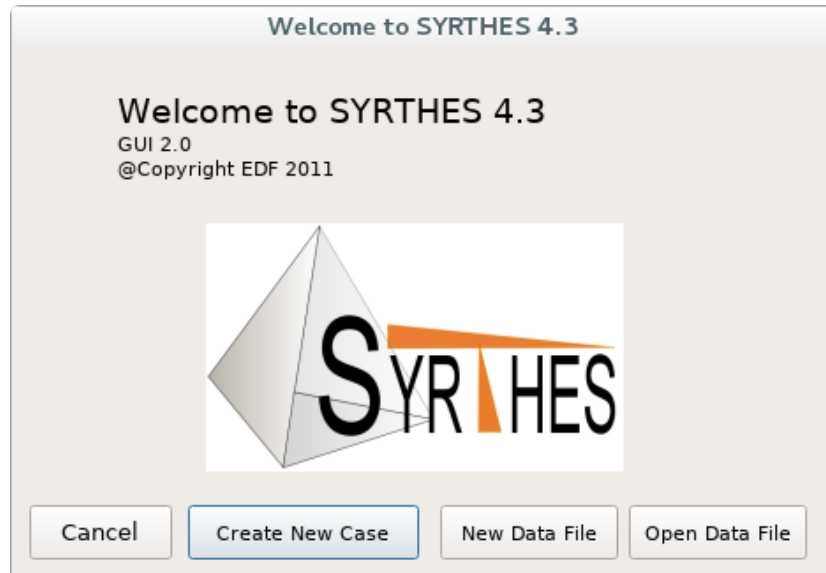 Welcome to SYRTHES 4.3
Welcome to SYRTHES 4.3
GUI 2.0
@Copyright EDF 2011
SYRTHES
Cancel Create New Case New Data File Open Data File